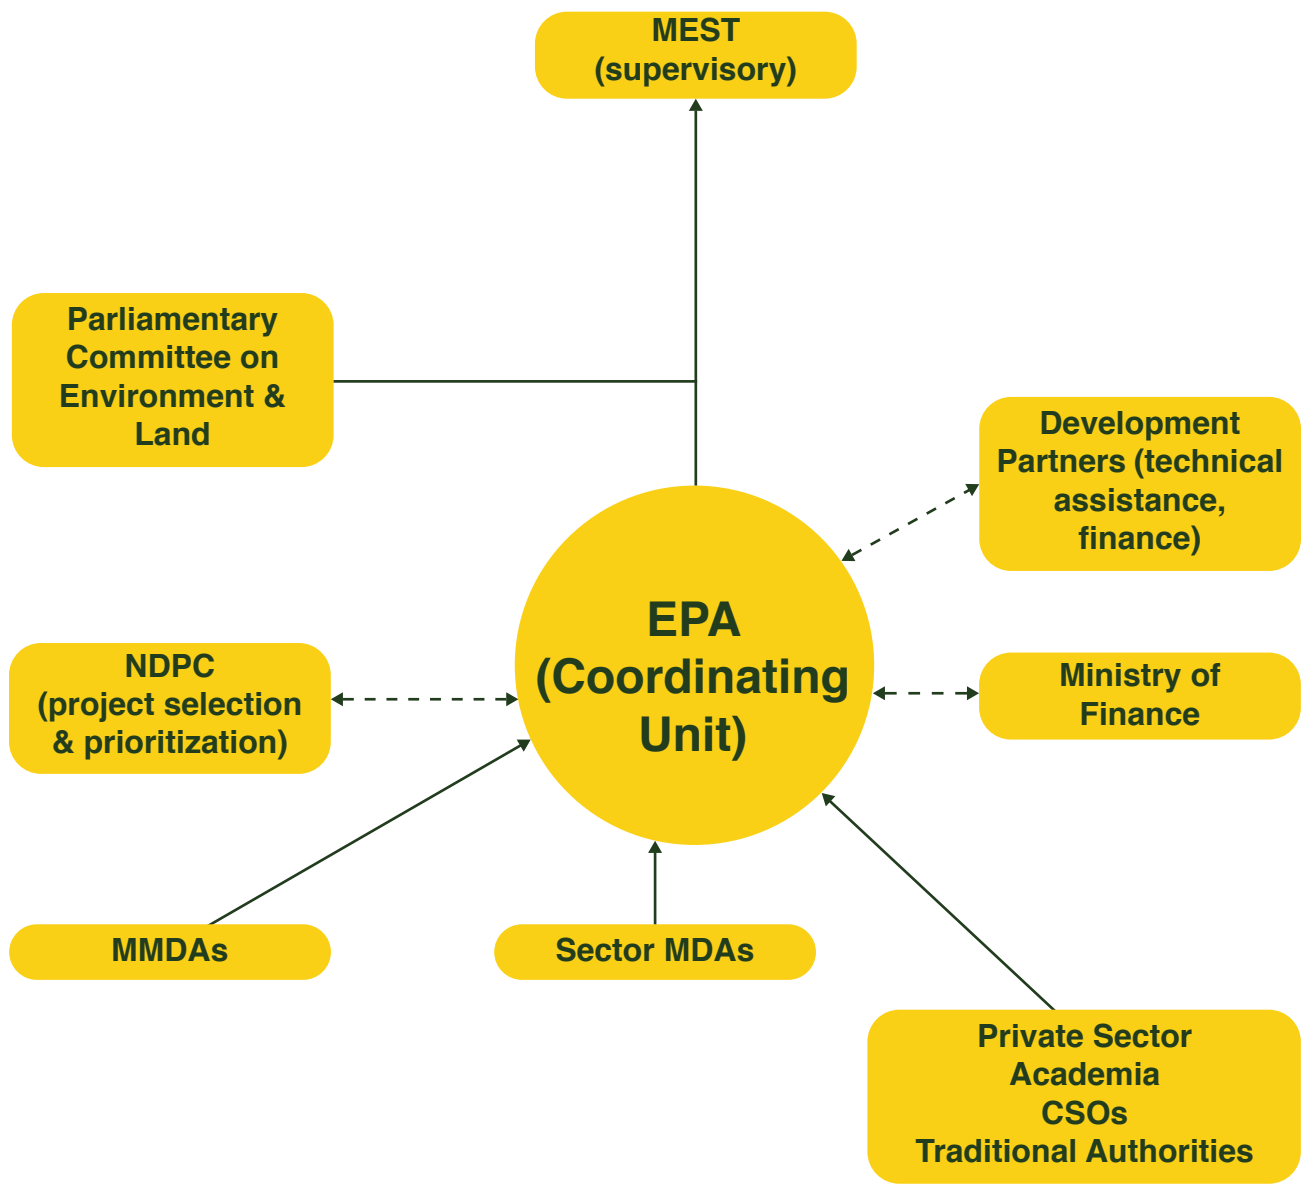 MEST
(supervisory)
Parliamentary
Committee on
Environment &
Land
Development
Partners (technical
assistance,
finance)
EPA
(Coordinating
Unit)
NDPC
(project selection
& prioritization)
Ministry of
Finance
MMDAs
Sector MDAs
Private Sector
Academia
CSOs
Traditional Authorities